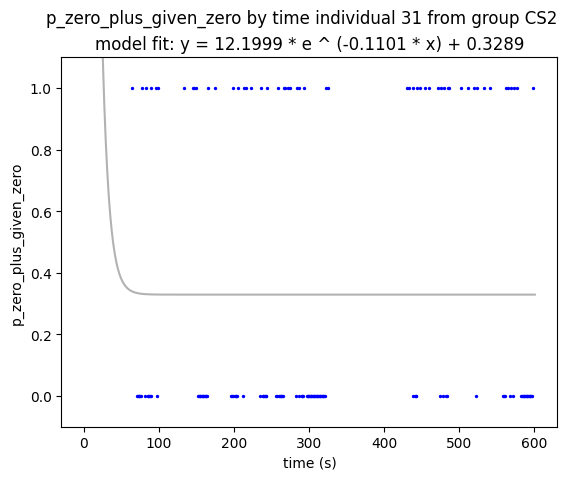 p_zero_plus_given_zero by time individual 31 from group CS2
model fit: y = 12.1999 * e ^ (-0.1101 * x) + 0.3289
1.0
0.8
0.6
0.4
0.2
0.0
p_zero_plus_given_zero
0 100 200 300 400 500 600
time (s)